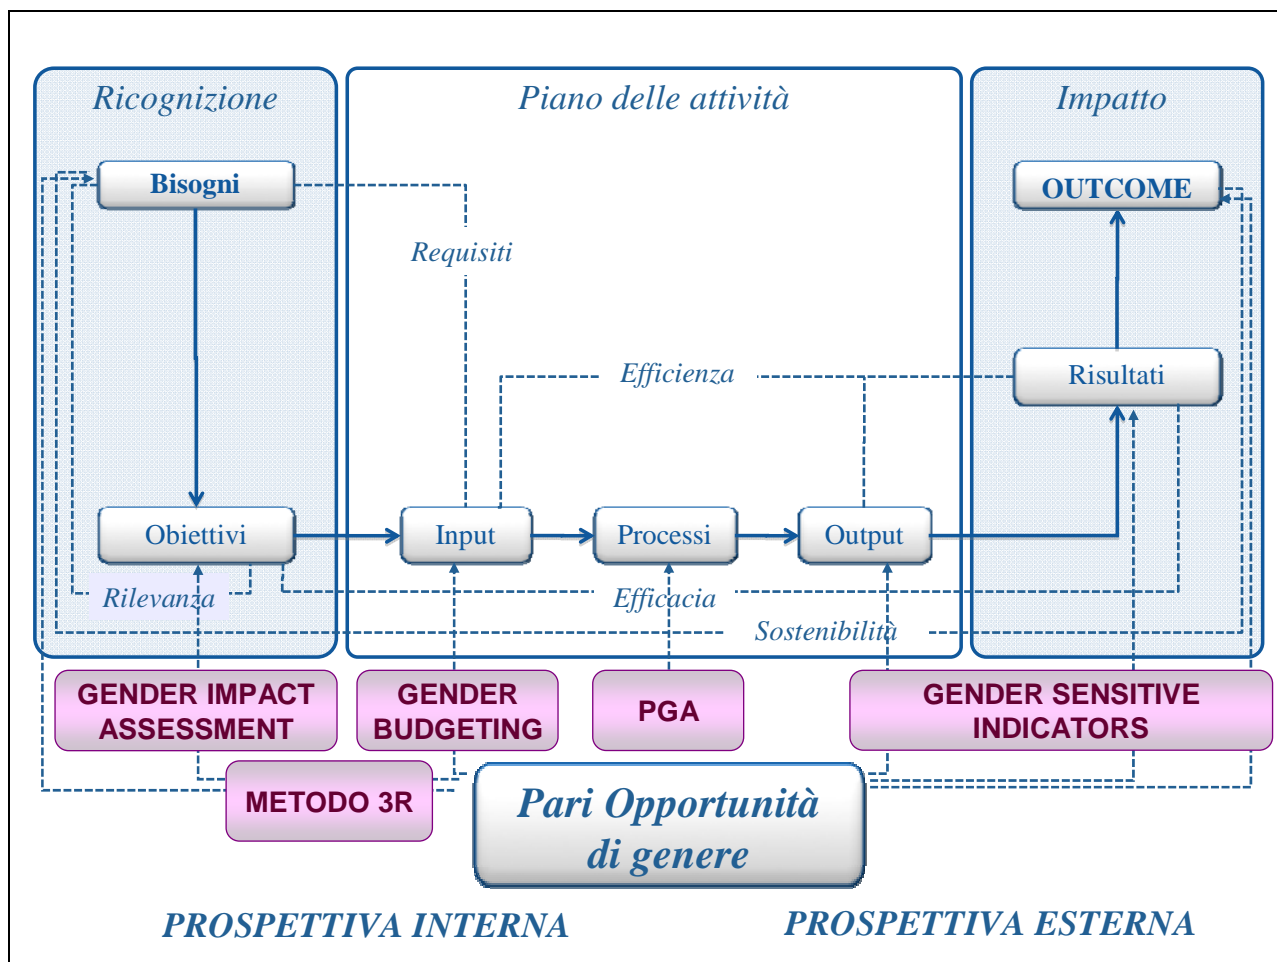 Ricognizione
Piano delle attività
Impatto
Bisogni
OUTCOME
Requisiti
Efficienza
Risultati
Obiettivi
Input
Processi
Output
Rilevanza
Efficacia
Sostenibilità
GENDER IMPACT
ASSESSMENT
GENDER
BUDGETING
PGA
GENDER SENSITIVE
INDICATORS
METODO 3R
Pari Opportunità
di genere
PROSPETTIVA INTERNA
PROSPETTIVA ESTERNA